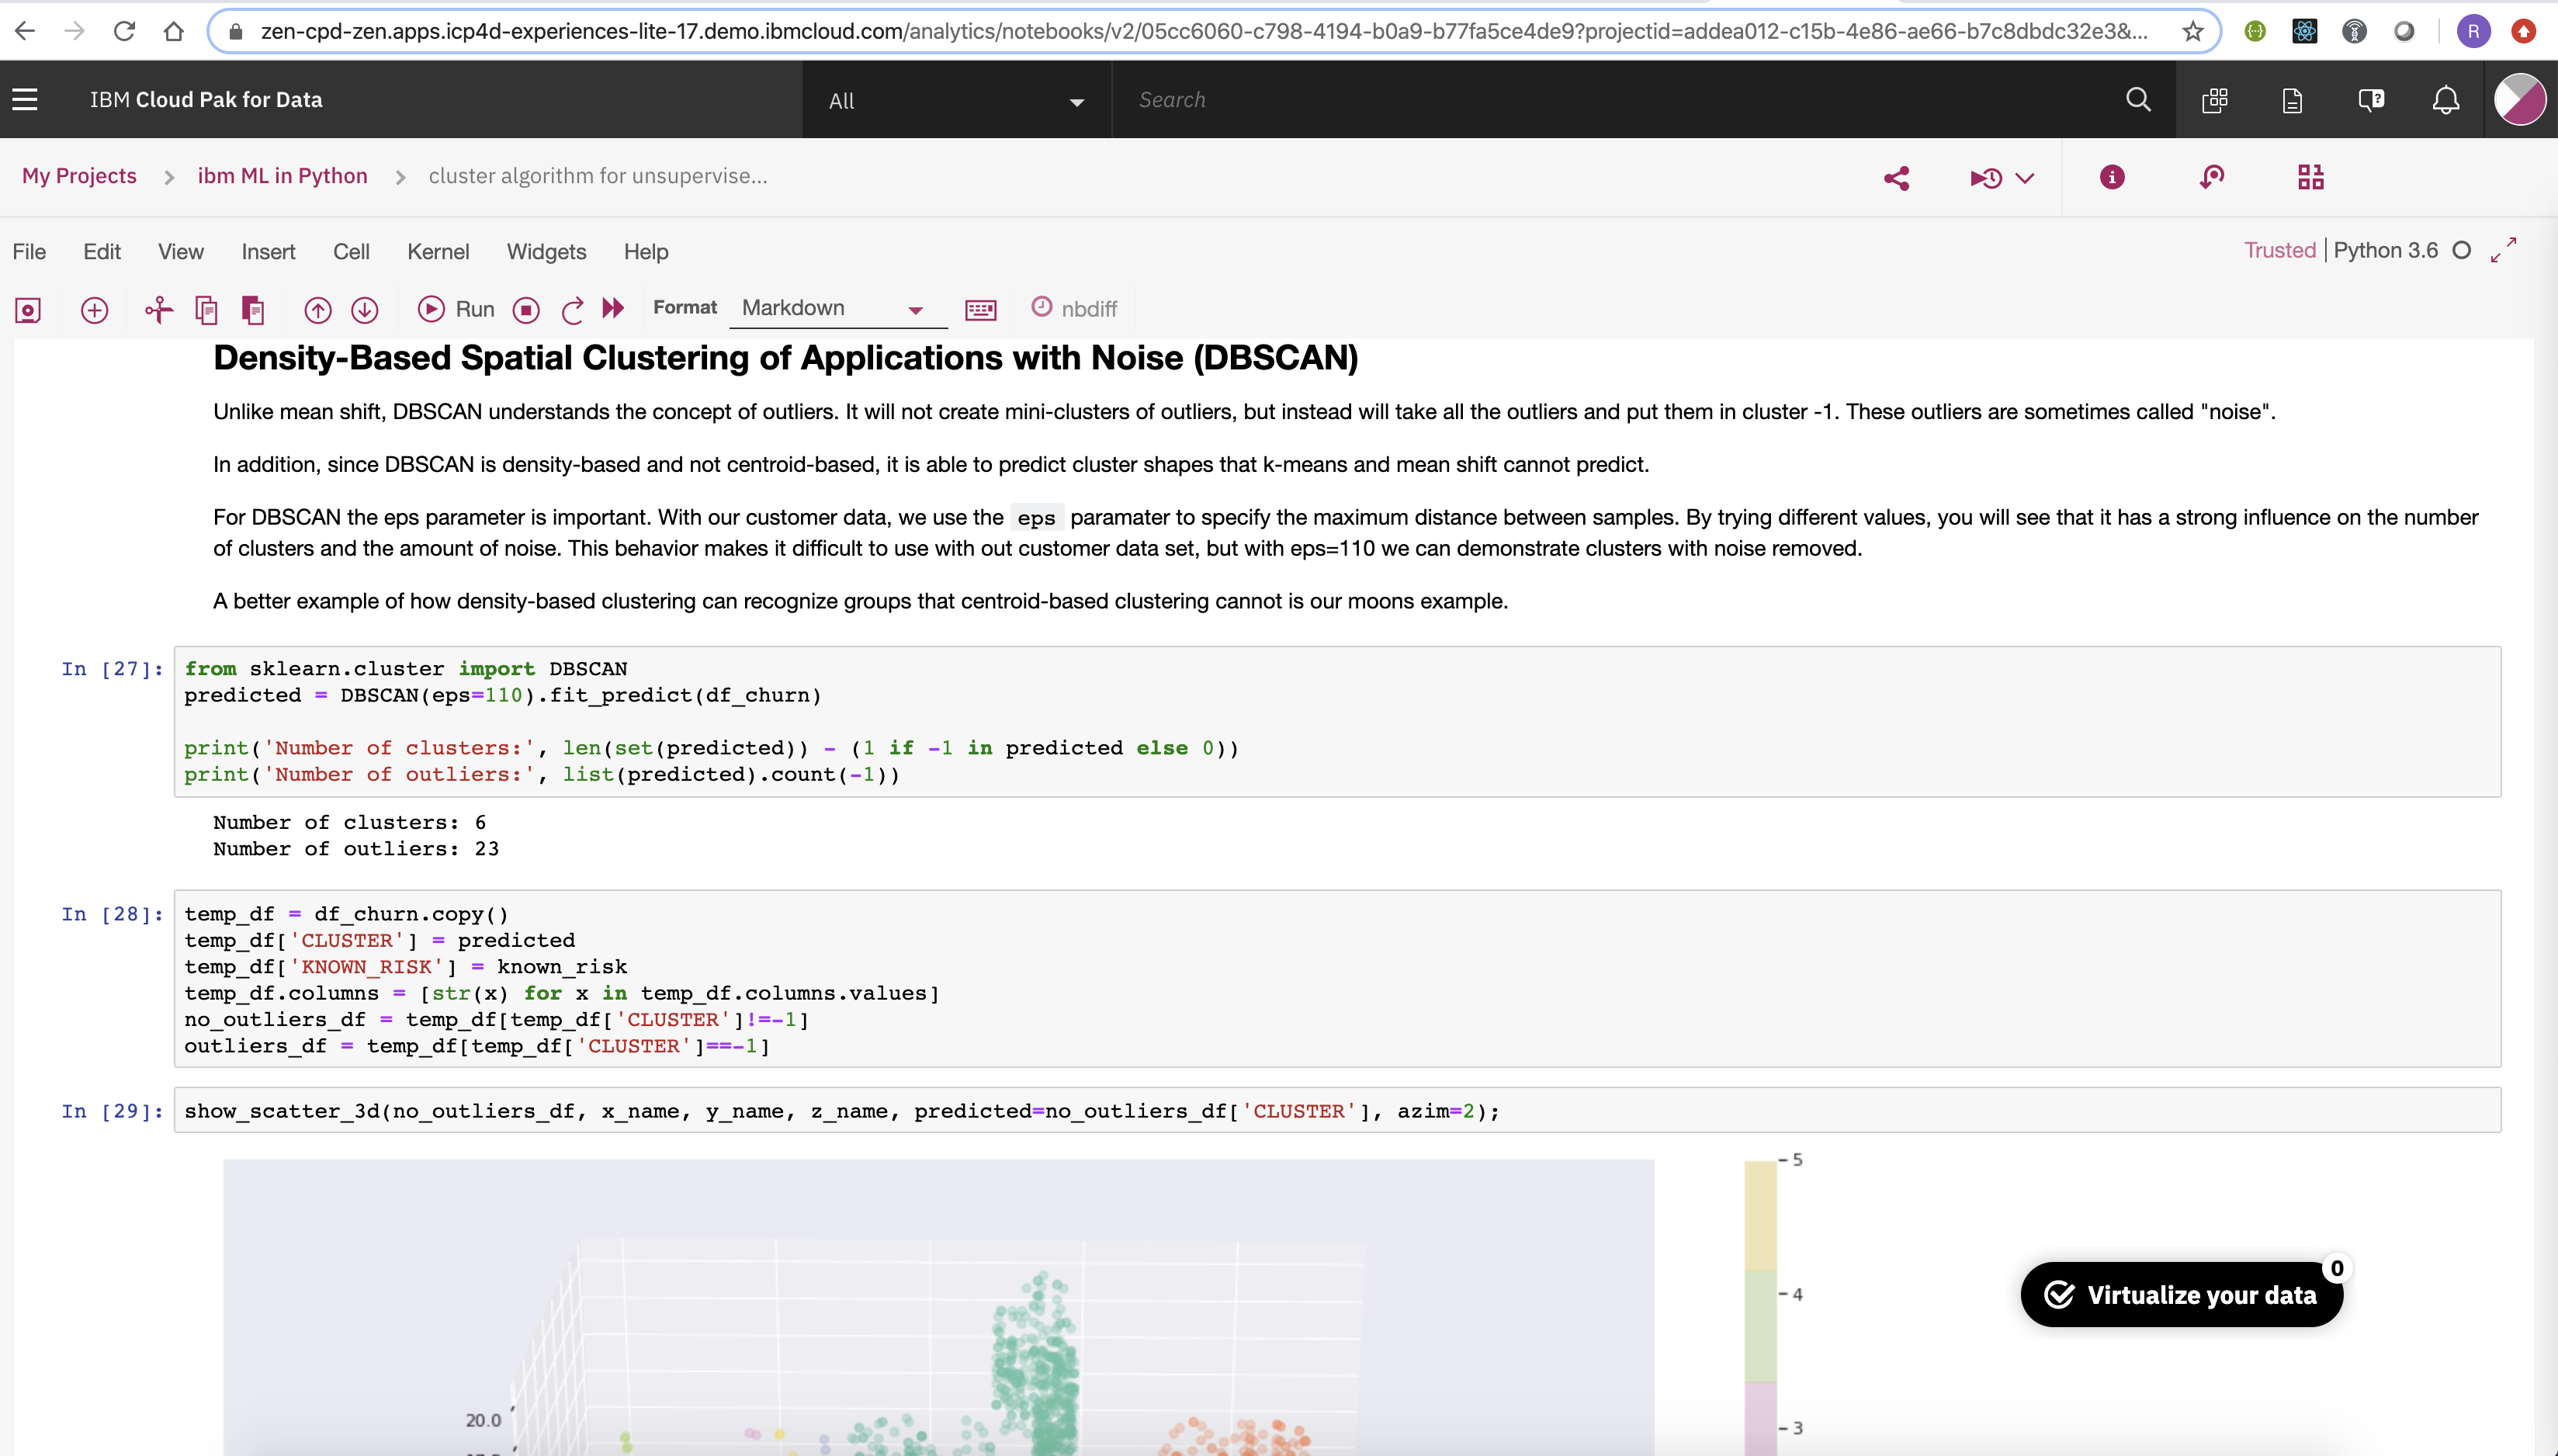 zen-cpd-zen.apps.icp4d-experiences-lite-17.demo.ibmcloud.com/analytics/notebooks/v2/05cc6060-c798-4194-b0a9-b77fa5ce4de9?projectid=addea012-c15b-4e86-ae66-b7c8dbdc32e3&...
R
IBM Cloud Pak for Data
All
Search
My Projects
ibm ML in Python
cluster algorithm for unsupervise...
File Edit View Insert Cell Kernel Widgets Help
Trusted | Python 3.6
Run
Format
Markdown
nbdiff
Density-Based Spatial Clustering of Applications with Noise (DBSCAN)
Unlike mean shift, DBSCAN understands the concept of outliers. It will not create mini-clusters of outliers, but instead will take all the outliers and put them in cluster -1. These outliers are sometimes called "noise".
In addition, since DBSCAN is density-based and not centroid-based, it is able to predict cluster shapes that k-means and mean shift cannot predict.
For DBSCAN the eps parameter is important. With our customer data, we use the eps paramater to specify the maximum distance between samples. By trying different values, you will see that it has a strong influence on the number
of clusters and the amount of noise. This behavior makes it difficult to use with out customer data set, but with eps=110 we can demonstrate clusters with noise removed.
A better example of how density-based clustering can recognize groups that centroid-based clustering cannot is our moons example.
In [27]:
from sklearn.cluster import DBSCAN
predicted = DBSCAN(eps=110).fit_predict(df_churn)
print('Number of clusters:', len(set(predicted)) - (1 if -1 in predicted else 0))
print('Number of outliers:', list(predicted).count(-1))
Number of clusters: 6
Number of outliers: 23
In [28]:
temp_df = df_churn.copy()
temp_df['CLUSTER'] = predicted
temp_df['KNOWN_RISK'] = known_risk
temp_df.columns = [str(x) for x in temp_df.columns.values]
no_outliers_df = temp_df[temp_df['CLUSTER']!=-1]
outliers_df = temp_df[temp_df['CLUSTER']==-1]
In [29]:
show_scatter_3d(no_outliers_df, x_name, y_name, z_name, predicted=no_outliers_df['CLUSTER'], azim=2);
5
4
3
20.0
0
Virtualize your data